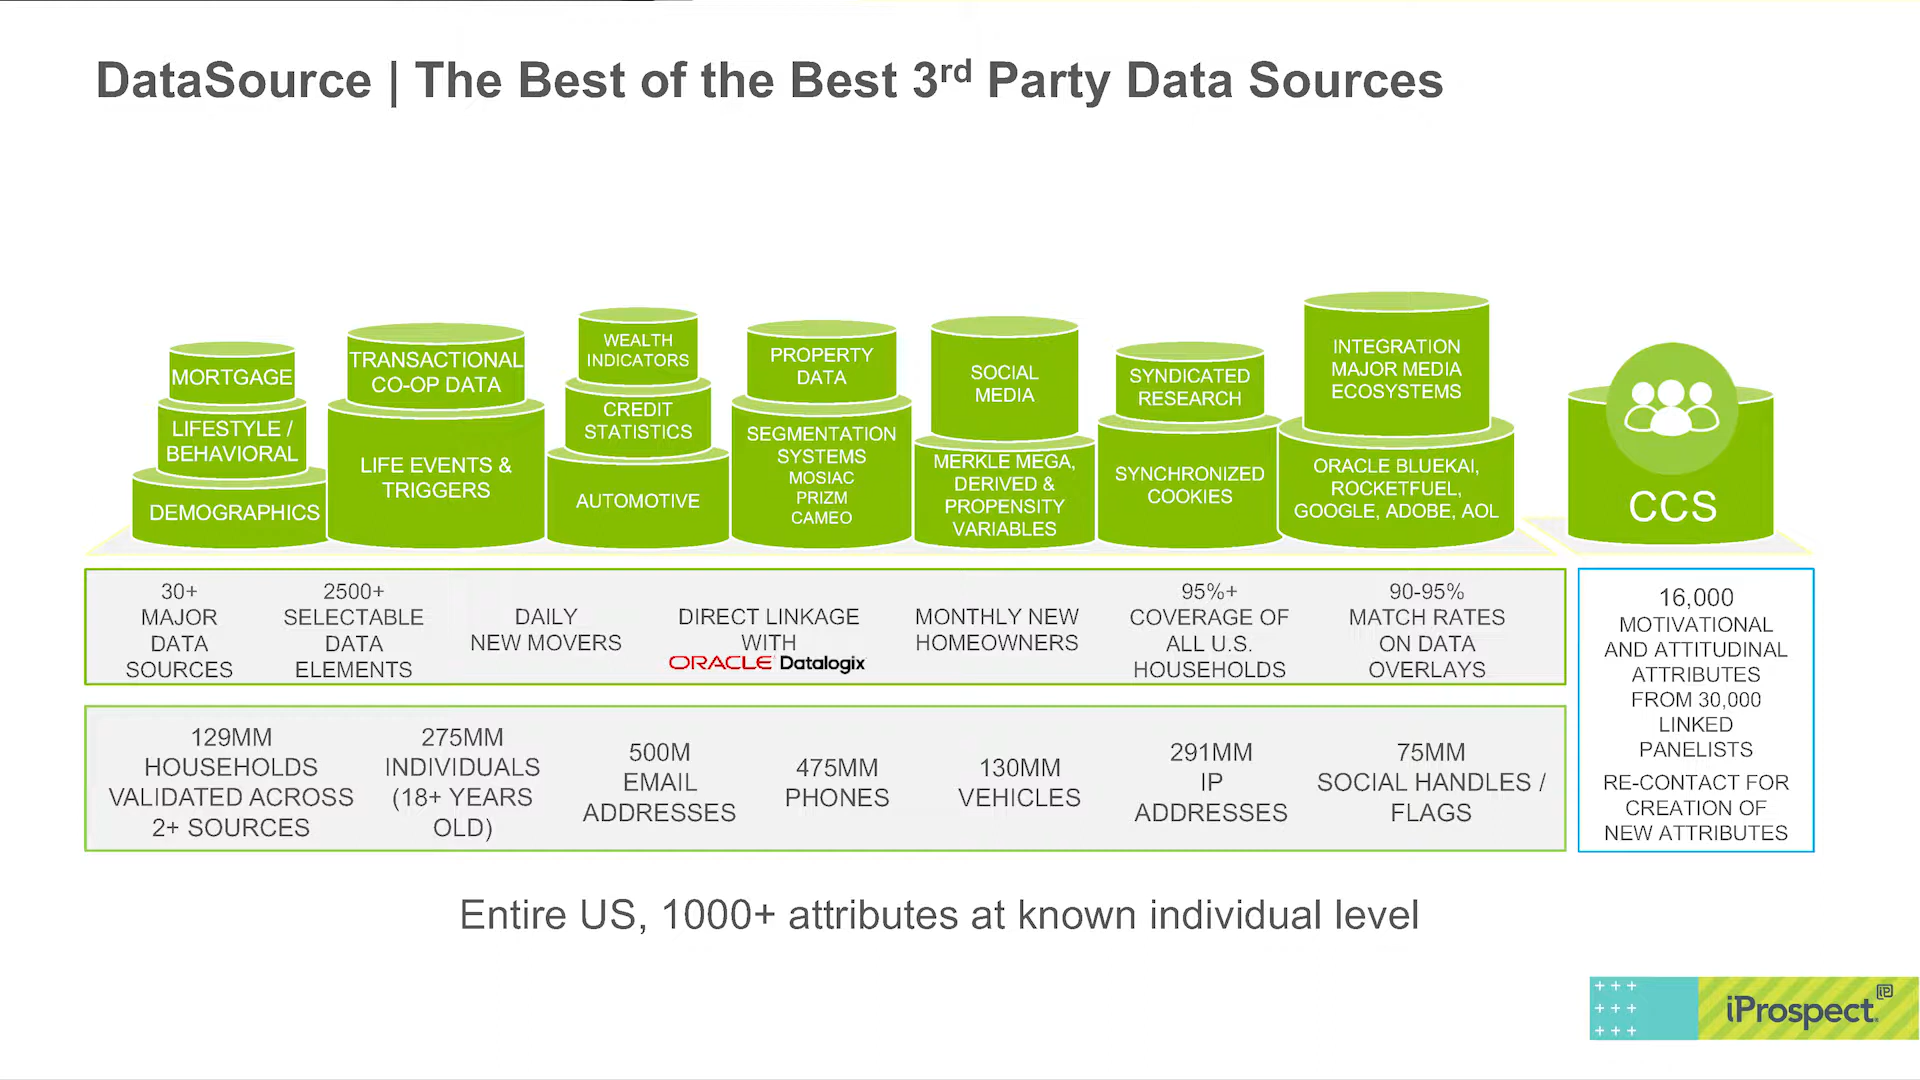 DataSource | The Best of the Best 3rd Party Data Sources
MORTGAGE
LIFESTYLE /
BEHAVIORAL
DEMOGRAPHICS
TRANSACTIONAL
CO-OP DATA
LIFE EVENTS &
TRIGGERS
WEALTH
INDICATORS
CREDIT
STATISTICS
AUTOMOTIVE
PROPERTY
DATA
SEGMENTATION
SYSTEMS
MOSIAC
PRIZM
CAMEO
SOCIAL
MEDIA
MERKLE MEGA,
DERIVED &
PROPENSITY
VARIABLES
SYNDICATED
RESEARCH
SYNCHRONIZED
COOKIES
INTEGRATION
MAJOR MEDIA
ECOSYSTEMS
ORACLE BLUEKAI,
ROCKETFUEL,
GOOGLE, ADOBE, AOL
CCS
30+
MAJOR
DATA
SOURCES
2500+
SELECTABLE
DATA
ELEMENTS
DAILY
NEW MOVERS
DIRECT LINKAGE
WITH
ORACLE Datalogix
MONTHLY NEW
HOMEOWNERS
95%+
COVERAGE OF
ALL U.S.
HOUSEHOLDS
90-95%
MATCH RATES
ON DATA
OVERLAYS
129MM
HOUSEHOLDS
VALIDATED ACROSS
2+ SOURCES
275MM
INDIVIDUALS
(18+ YEARS
OLD)
500M
EMAIL
ADDRESSES
475MM
PHONES
130MM
VEHICLES
291MM
IP
ADDRESSES
75MM
SOCIAL HANDLES /
FLAGS
16,000
MOTIVATIONAL
AND ATTITUDINAL
ATTRIBUTES
FROM 30,000
LINKED
PANELISTS
RE-CONTACT FOR
CREATION OF
NEW ATTRIBUTES
Entire US, 1000+ attributes at known individual level
iProspect
iP